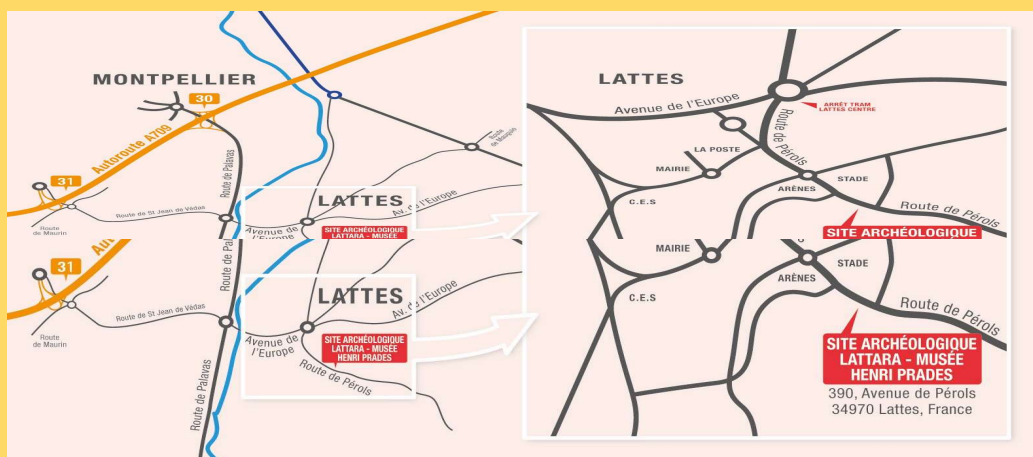 MONTPELLIER
30
Autoroute A709
31
Route de Palavas
Route
de Mauguio
Route de St Jean de Védas
Route
de Maurin
LATTES
Av. de l'Europe
Avenue de
l'Europe
SITE ARCHÉOLOGIQUE
LATTARA - MUSÉE
31
Route de St Jean de Védas
Route
de Maurin
Route de Palavas
LATTES
Av. de l'Europe
Avenue de
l'Europe
SITE ARCHÉOLOGIQUE
LATTARA - MUSÉE
HENRI PRADES
Route de Pérols
LATTES
Avenue de l'Europe
ARRÊT TRAM
LATTES CENTRE
Route de Pérols
LA POSTE
MAIRIE
C.E.S
ARÈNES
STADE
Route de Pérols
SITE ARCHÉOLOGIQUE
MAIRIE
C.E.S
ARÈNES
STADE
Route de Pérols
SITE ARCHÉOLOGIQUE
LATTARA - MUSÉE
HENRI PRADES
390, Avenue de Pérols
34970 Lattes, France